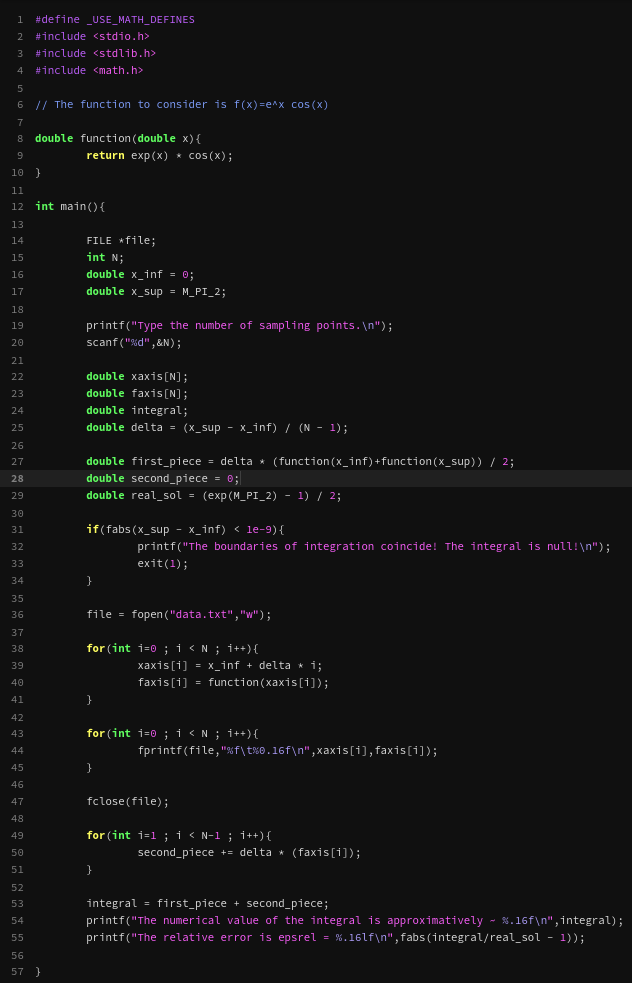 1 #define _USE_MATH_DEFINES
2 #include <stdio.h>
3 #include <stdlib.h>
4 #include <math.h>
5
6 // The function to consider is f(x)=e^x cos(x)
7
8 double function(double x){
9 return exp(x) * cos(x);
10 }
11
12 int main(){
13
14 FILE *file;
15 int N;
16 double x_inf = 0;
17 double x_sup = M_PI_2;
18
19 printf("Type the number of sampling points.\n");
20 scanf("%d",&N);
21
22 double xaxis[N];
23 double faxis[N];
24 double integral;
25 double delta = (x_sup - x_inf) / (N - 1);
26
27 double first_piece = delta * (function(x_inf)+function(x_sup)) / 2;
28 double second_piece = 0;
29 double real_sol = (exp(M_PI_2) - 1) / 2;
30
31 if(fabs(x_sup - x_inf) < 1e-9){
32 printf("The boundaries of integration coincide! The integral is null!\n");
33 exit(1);
34 }
35
36 file = fopen("data.txt","w");
37
38 for(int i=0 ; i < N ; i++){
39 xaxis[i] = x_inf + delta * i;
40 faxis[i] = function(xaxis[i]);
41 }
42
43 for(int i=0 ; i < N ; i++){
44 fprintf(file,"%f\t%0.16f\n",xaxis[i],faxis[i]);
45 }
46
47 fclose(file);
48
49 for(int i=1 ; i < N-1 ; i++){
50 second_piece += delta * (faxis[i]);
51 }
52
53 integral = first_piece + second_piece;
54 printf("The numerical value of the integral is approximatively ~ %.16f\n",integral);
55 printf("The relative error is epsrel = %.16lf\n",fabs(integral/real_sol - 1));
56
57 }